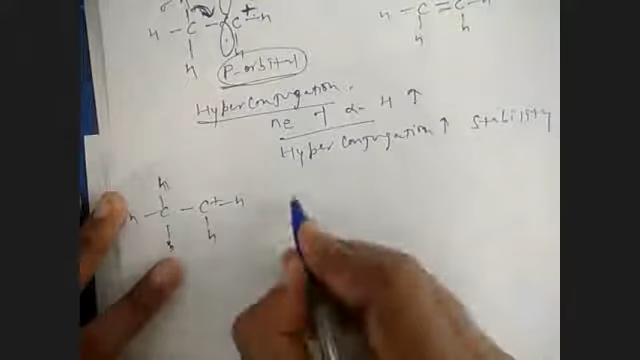 H - C - C+ - H
H
H
P-orbital
H - C = C - H
H H
Hyperconjugation.
no of α- H ↑
Hyperconjugation ↑ Stability
H
H - C - C+ - H
H H